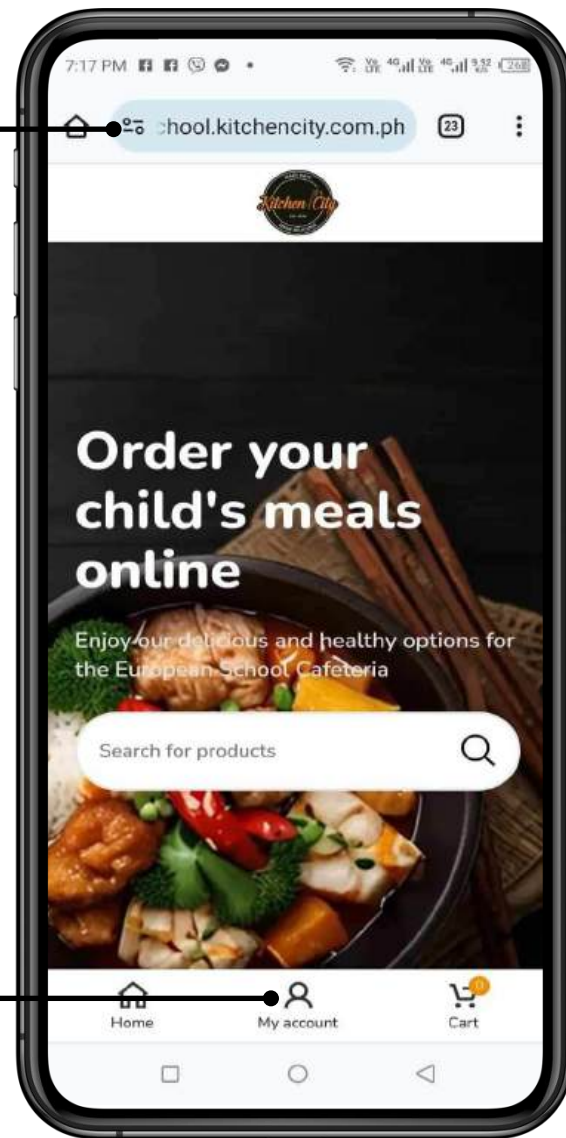 7:17 PM
chool.kitchencity.com.ph
23
Kitchen City
Order your
child's meals
online
Enjoy our delicious and healthy options for
the European School Cafeteria
Search for products
0
Home
My account
Cart